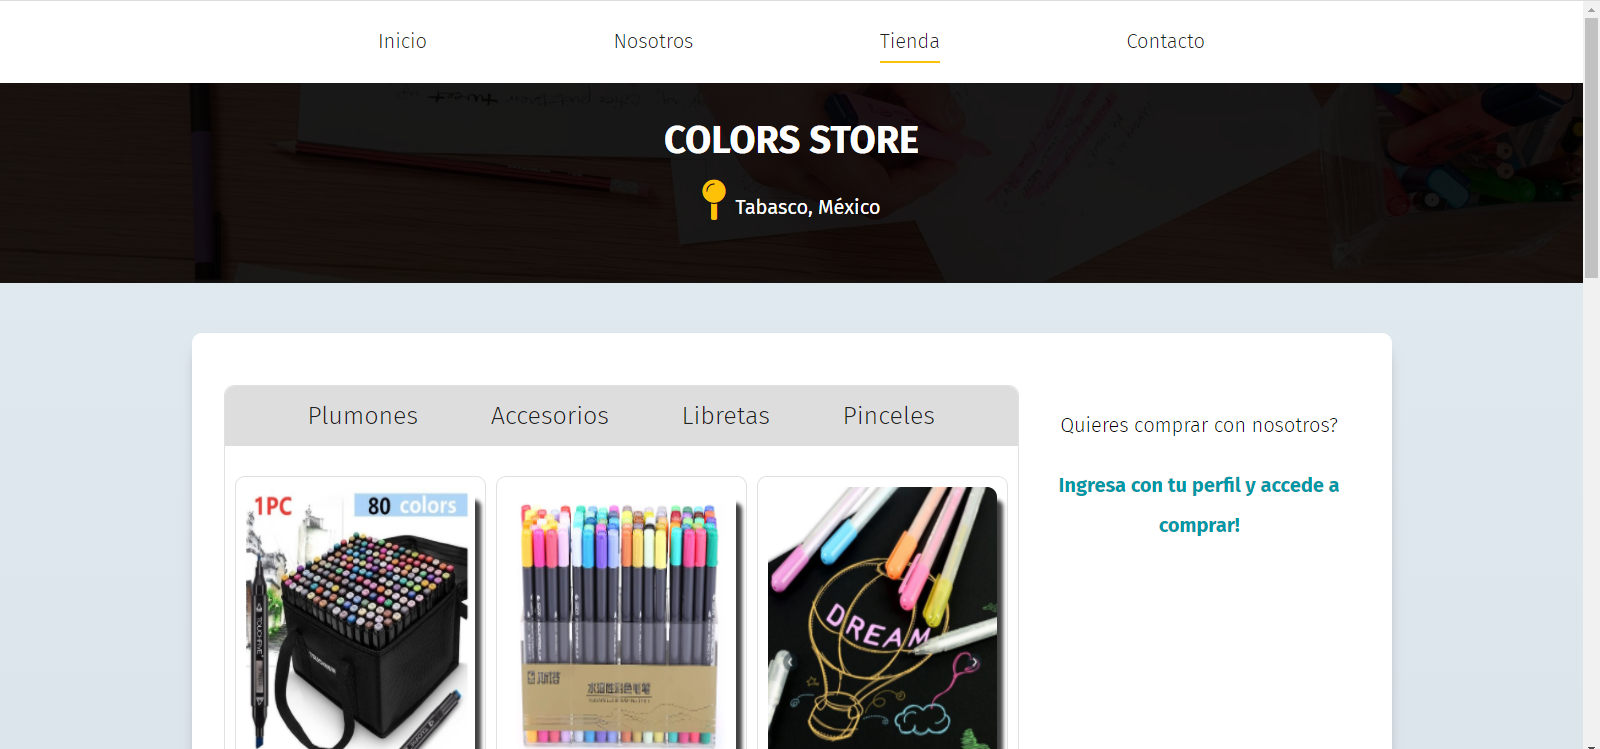 Inicio
Nosotros
Tienda
Contacto
COLORS STORE
Tabasco, México
Plumones
Accesorios
Libretas
Pinceles
Quieres comprar con nosotros?
Ingresa con tu perfil y accede a
comprar!
1PC
80 colors
DREAM